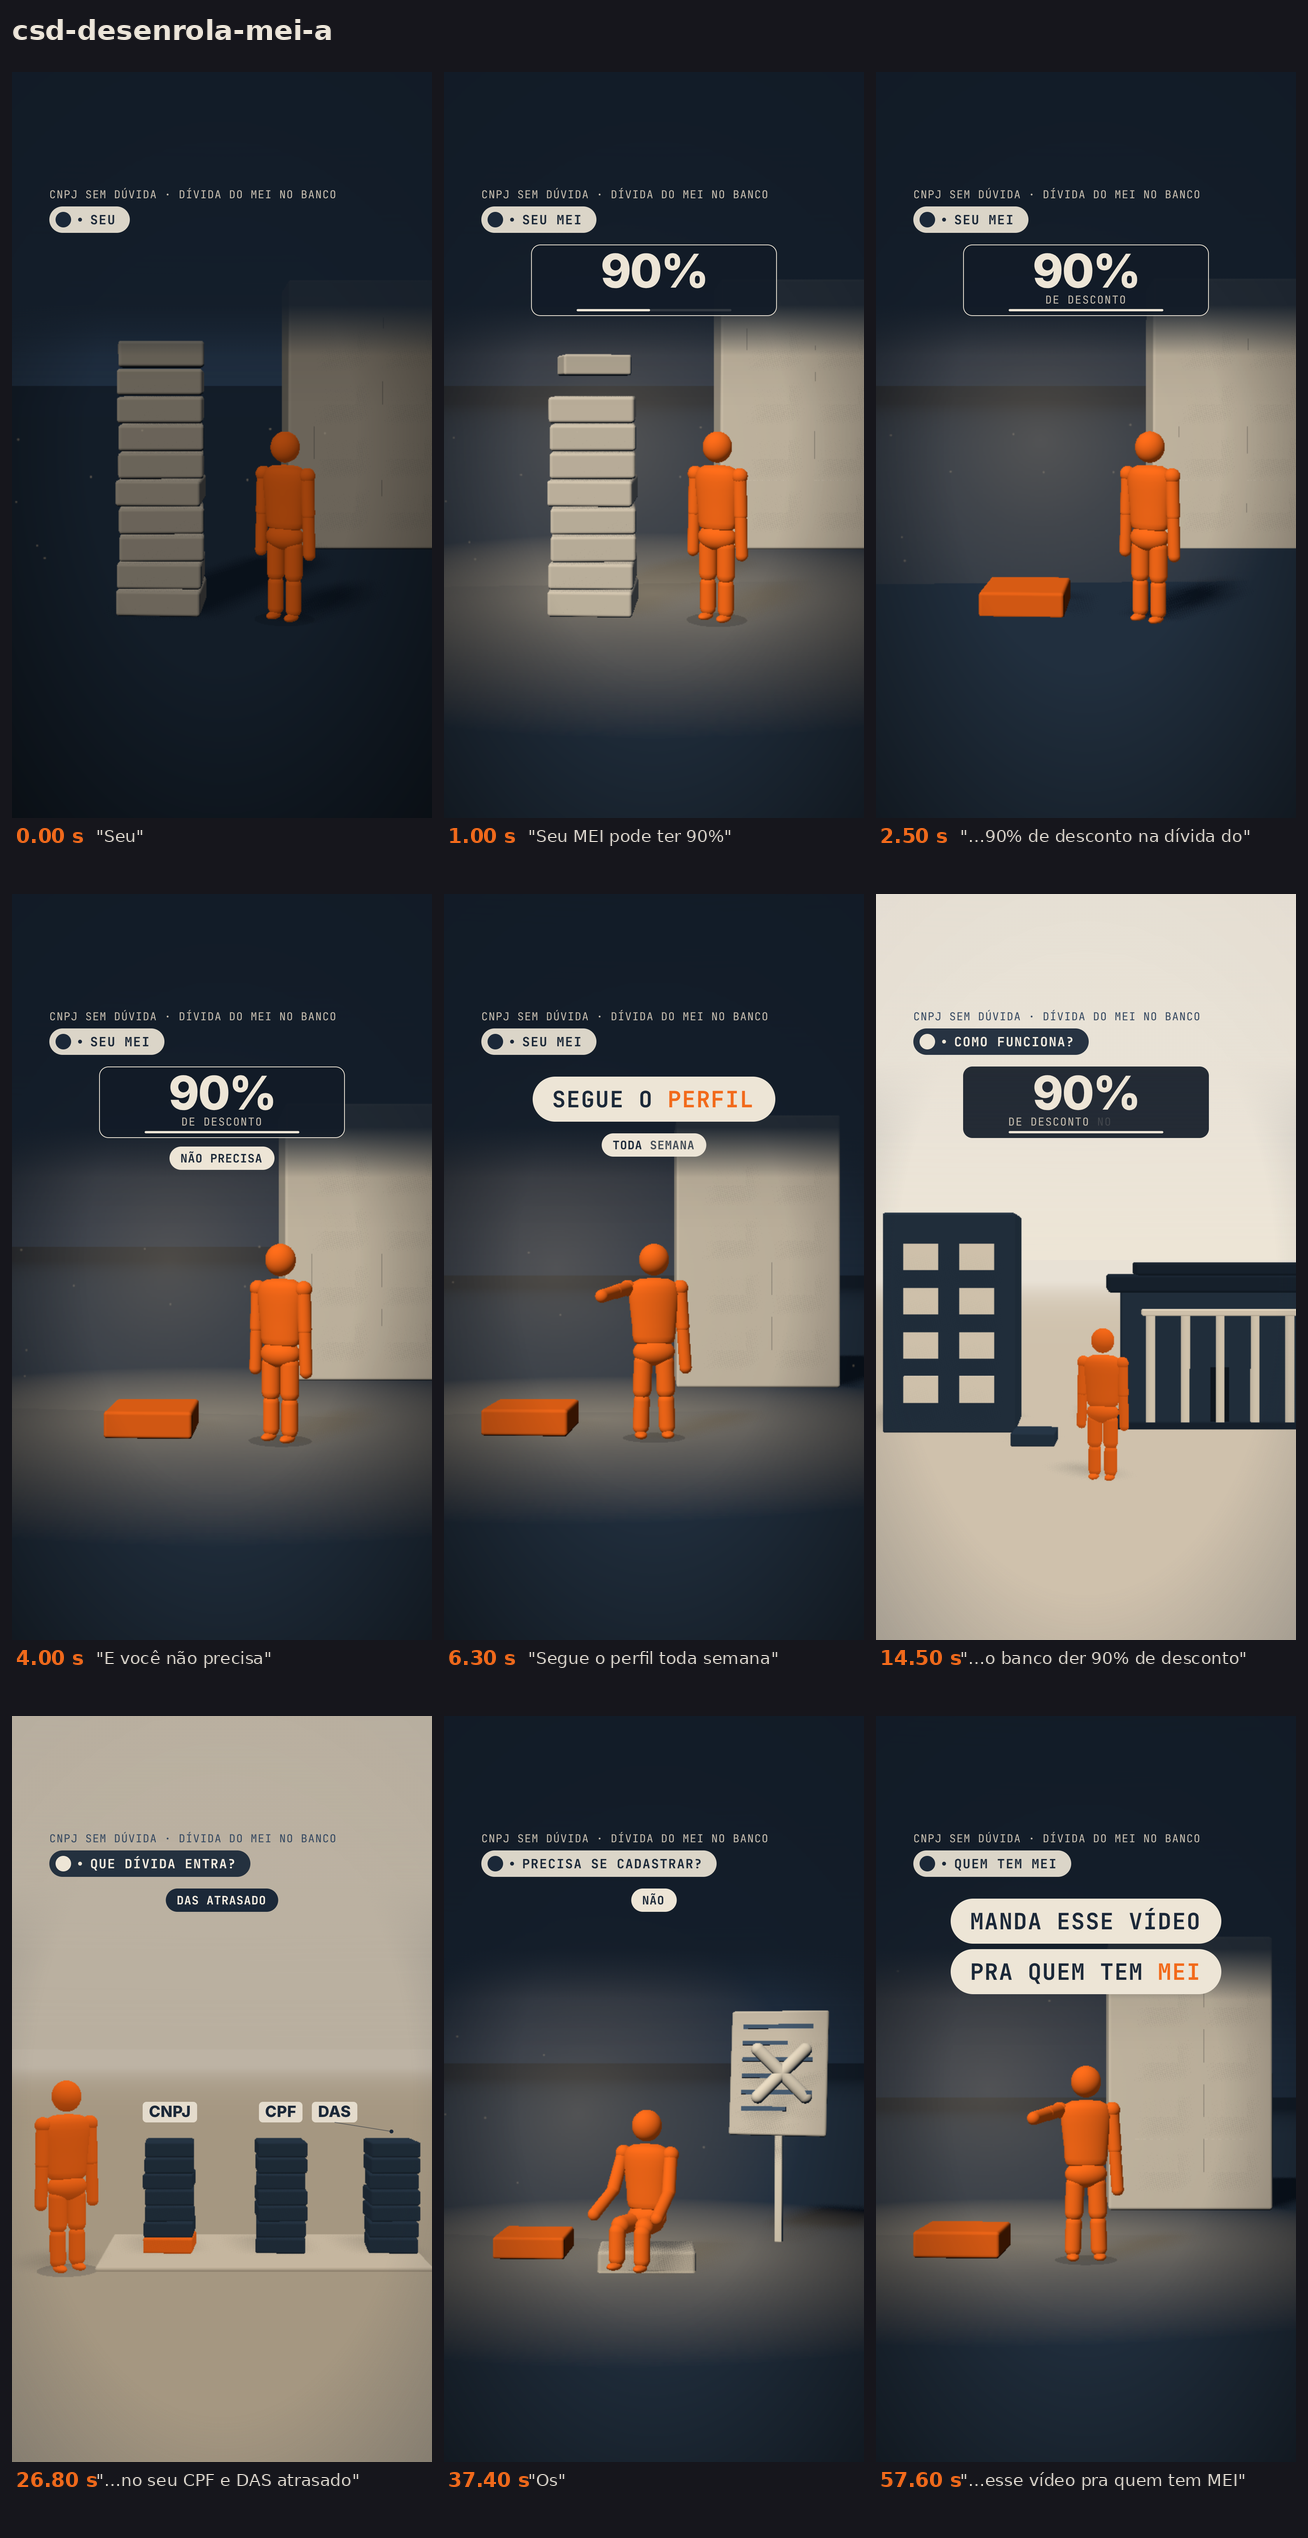 csd-desenrola-mei-a
CNPJ SEM DÚVIDA · DÍVIDA DO MEI NO BANCO
• SEU
0.00 s "Seu"
CNPJ SEM DÚVIDA · DÍVIDA DO MEI NO BANCO
• SEU MEI
90%
1.00 s "Seu MEI pode ter 90%"
CNPJ SEM DÚVIDA · DÍVIDA DO MEI NO BANCO
• SEU MEI
90%
DE DESCONTO
2.50 s "...90% de desconto na dívida do"
CNPJ SEM DÚVIDA · DÍVIDA DO MEI NO BANCO
• SEU MEI
90%
DE DESCONTO
NÃO PRECISA
4.00 s "E você não precisa"
CNPJ SEM DÚVIDA · DÍVIDA DO MEI NO BANCO
• SEU MEI
SEGUE O PERFIL
TODA SEMANA
6.30 s "Segue o perfil toda semana"
CNPJ SEM DÚVIDA · DÍVIDA DO MEI NO BANCO
• COMO FUNCIONA?
90%
DE DESCONTO NO
14.50 s "...o banco der 90% de desconto"
CNPJ SEM DÚVIDA · DÍVIDA DO MEI NO BANCO
• QUE DÍVIDA ENTRA?
DAS ATRASADO
CNPJ CPF DAS
26.80 s "...no seu CPF e DAS atrasado"
CNPJ SEM DÚVIDA · DÍVIDA DO MEI NO BANCO
• PRECISA SE CADASTRAR?
NÃO
37.40 s "Os"
CNPJ SEM DÚVIDA · DÍVIDA DO MEI NO BANCO
• QUEM TEM MEI
MANDA ESSE VÍDEO
PRA QUEM TEM MEI
57.60 s "...esse vídeo pra quem tem MEI"